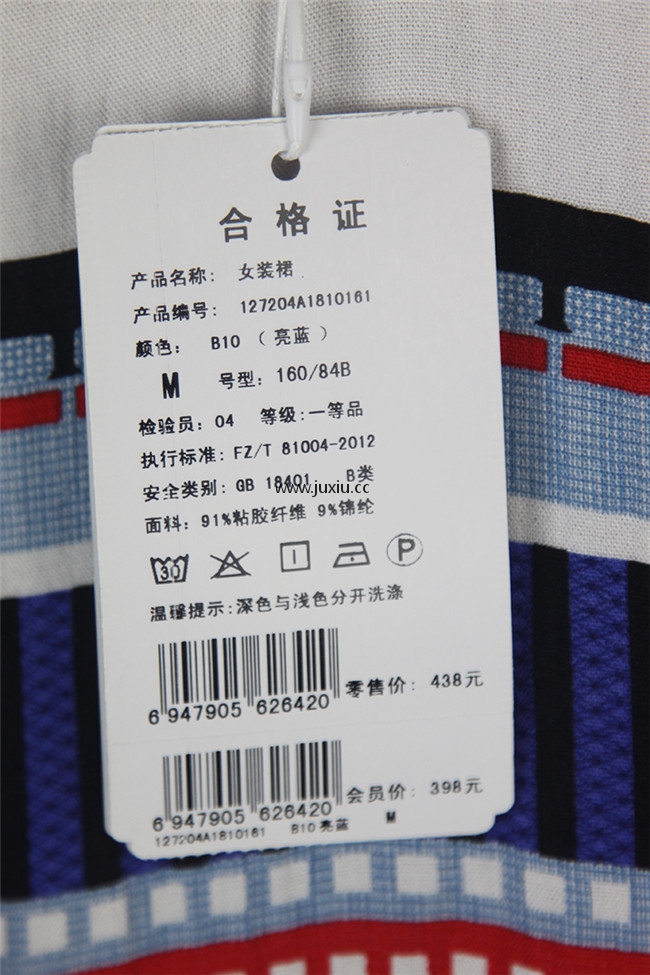 合格证
产品名称: 女装裙
产品编号: 127204A1810161
颜色: B10 (亮蓝)
M 号型: 160/84B
检验员: 04 等级:一等品
执行标准: FZ/T 81004-2012
安全类别: GB 18401 B类
www.juxiu.cc
面料: 91%粘胶纤维 9%锦纶
30 P
温馨提示:深色与浅色分开洗涤
零售价: 438元
6 947905 626420
会员价: 398元
6 947905 626420
127204A1810161 B10亮蓝 M